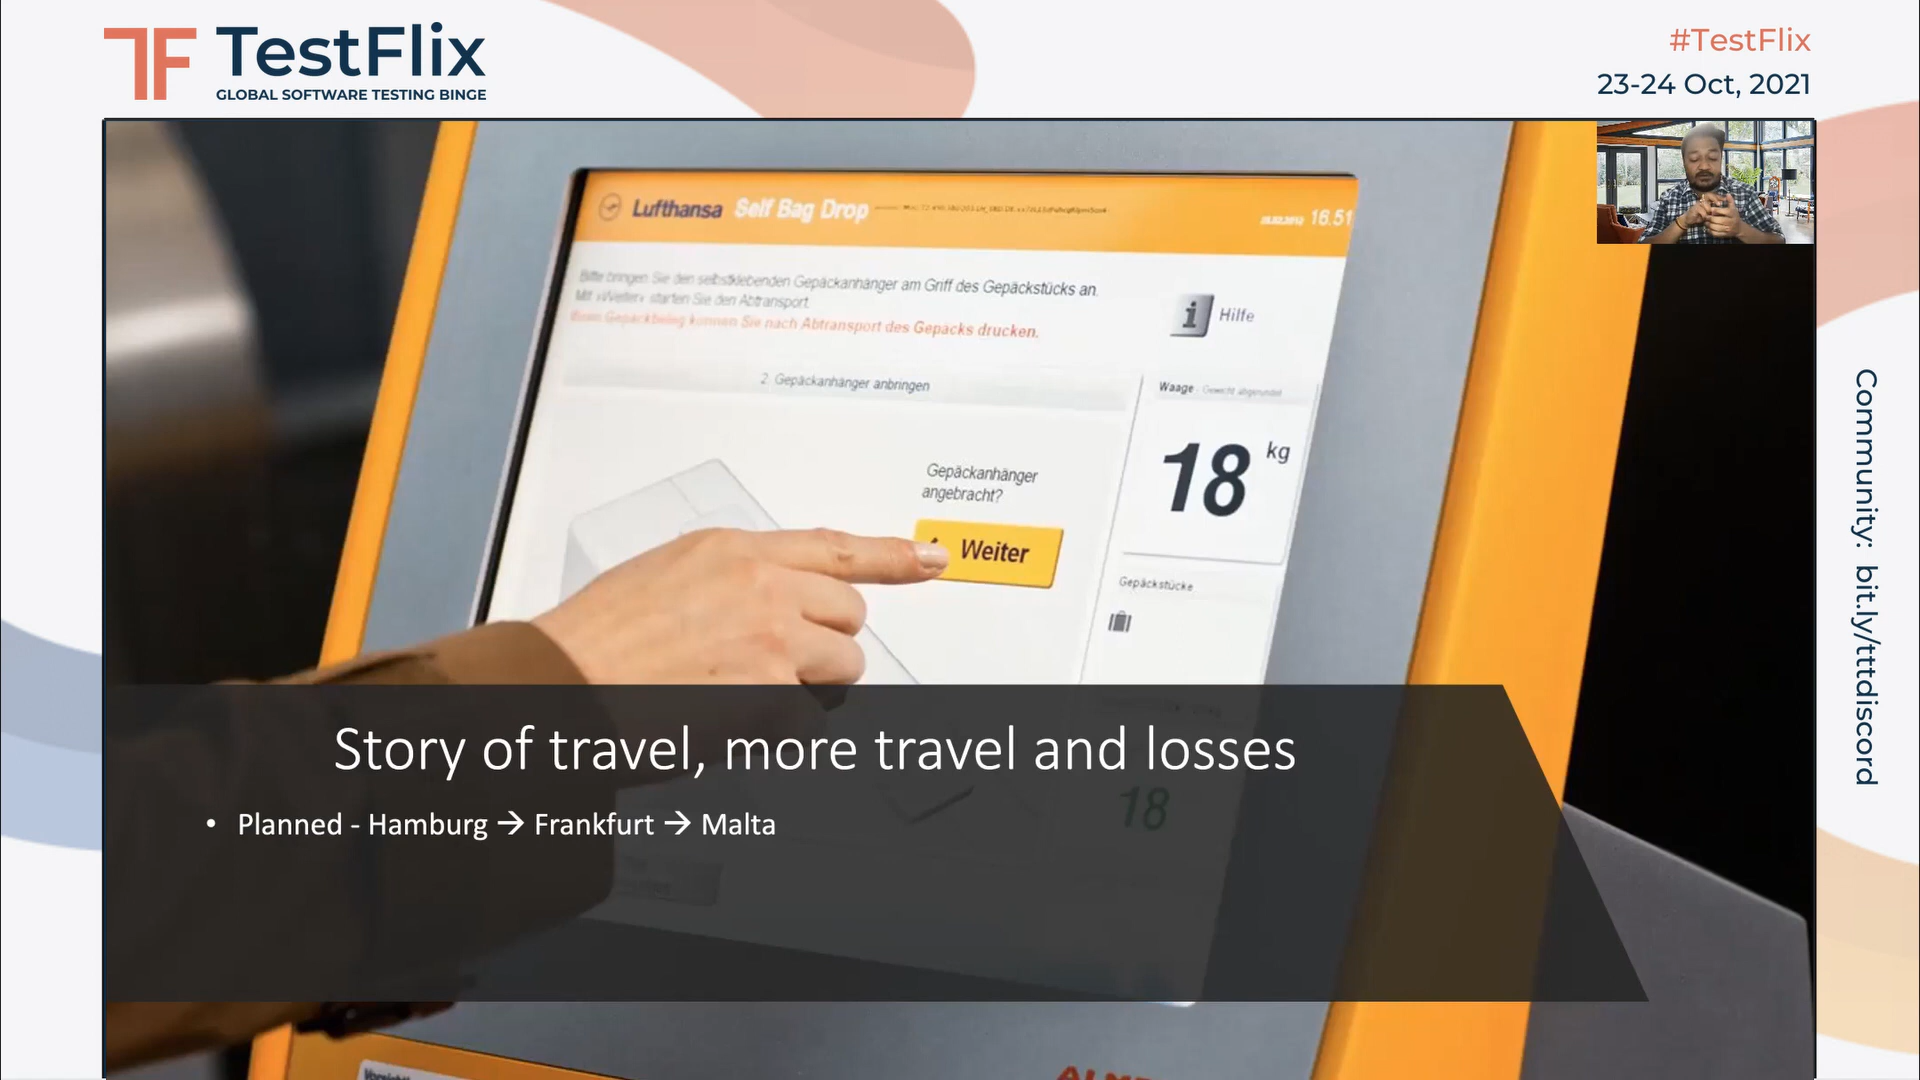 TF TestFlix
GLOBAL SOFTWARE TESTING BINGE
#TestFlix
23-24 Oct, 2021
Lufthansa Self Bag Drop
16.51
Bitte bringen Sie den selbstklebenden Gepäckanhänger am Griff des Gepäckstücks an.
Mit »Weiter« starten Sie den Abtransport.
können Sie nach Abtransport des Gepäcks drucken.
Hilfe
2. Gepäckanhänger anbringen
Waage - Gewicht abgerundet
18 kg
Gepäckanhänger
angebracht?
Weiter
Gepäckstücke
Story of travel, more travel and losses
18
• Planned - Hamburg → Frankfurt → Malta
Community: bit.ly/tttdiscord